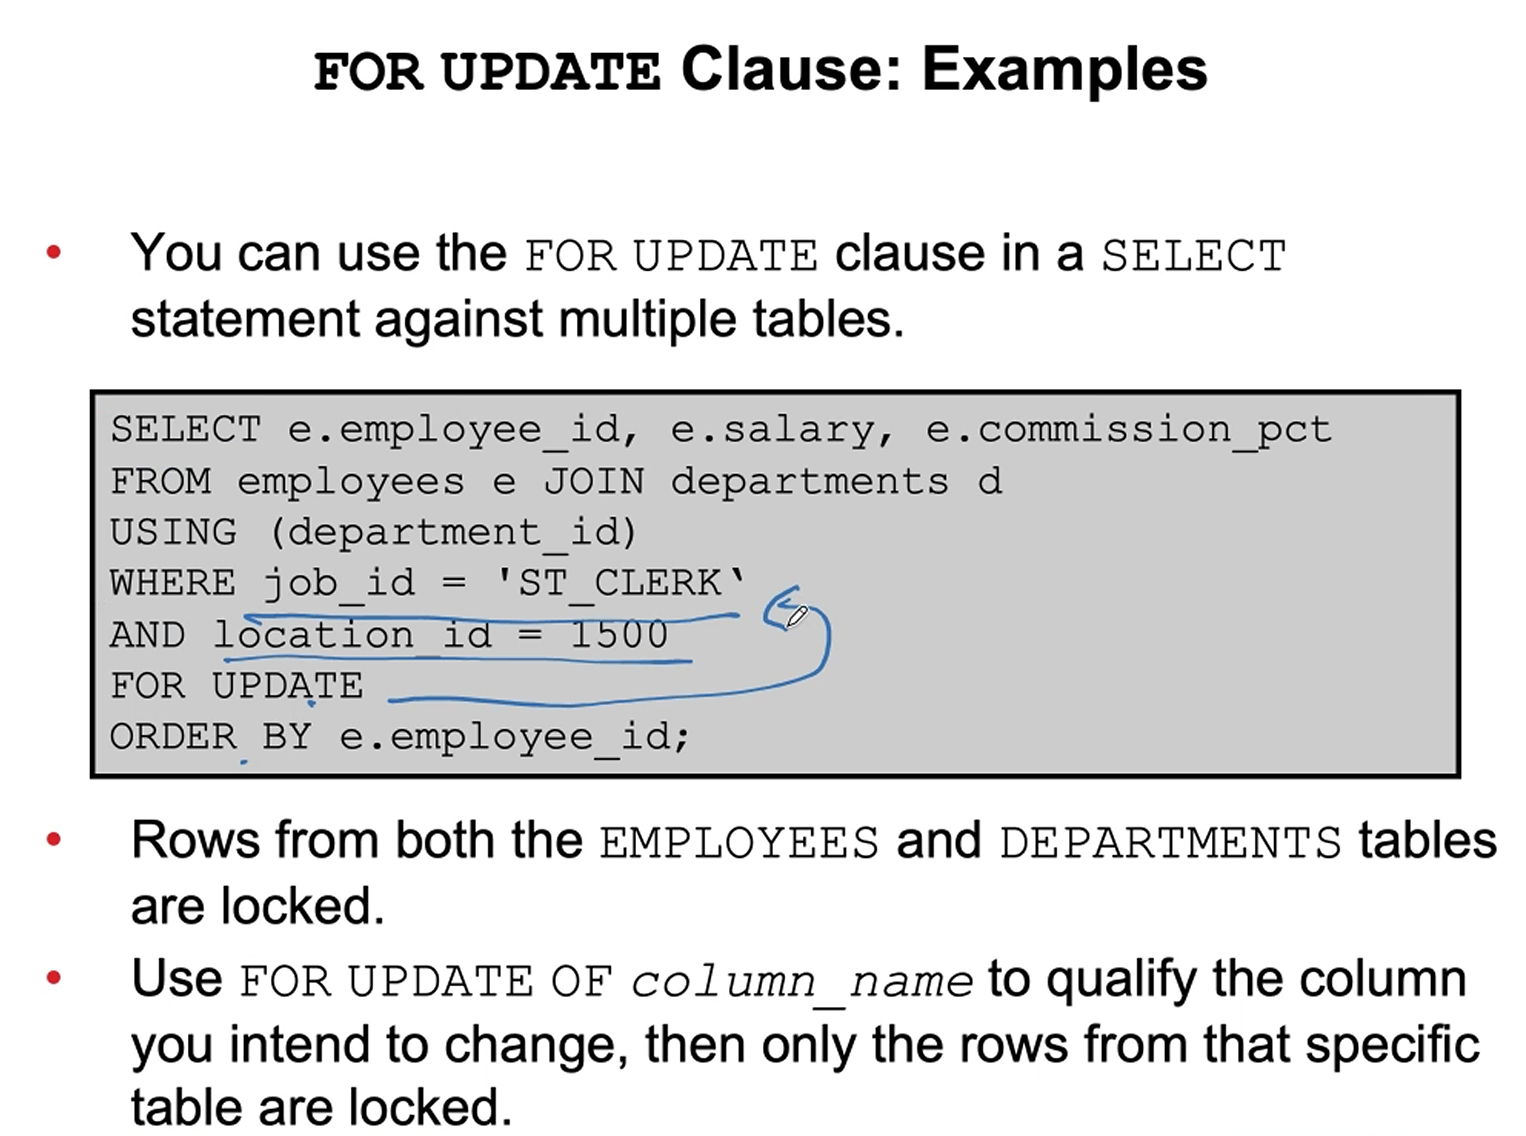 FOR UPDATE Clause: Examples
• You can use the FOR UPDATE clause in a SELECT
statement against multiple tables.
SELECT e.employee_id, e.salary, e.commission_pct
FROM employees e JOIN departments d
USING (department_id)
WHERE job_id = 'ST_CLERK‘
AND location_id = 1500
FOR UPDATE
ORDER BY e.employee_id;
• Rows from both the EMPLOYEES and DEPARTMENTS tables
are locked.
• Use FOR UPDATE OF column_name to qualify the column
you intend to change, then only the rows from that specific
table are locked.